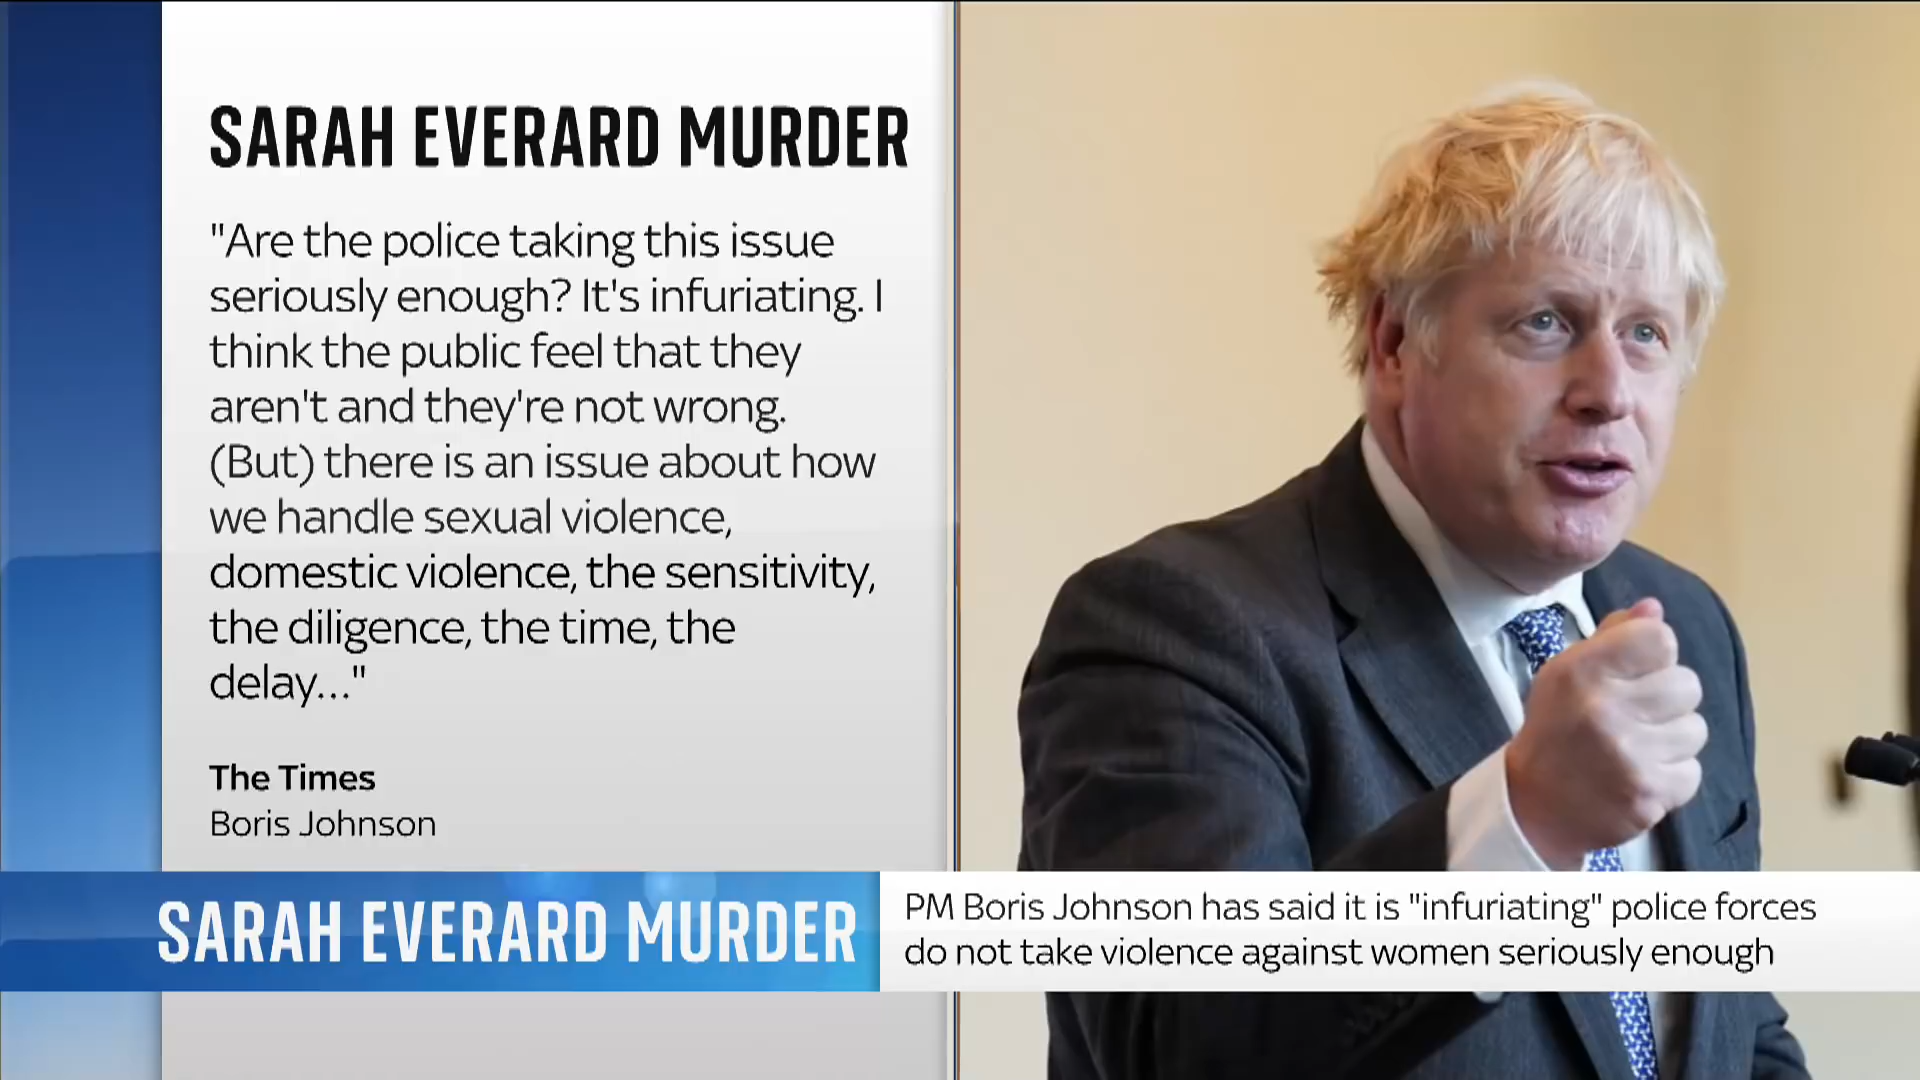 SARAH EVERARD MURDER
"Are the police taking this issue
seriously enough? It's infuriating. I
think the public feel that they
aren't and they're not wrong.
(But) there is an issue about how
we handle sexual violence,
domestic violence, the sensitivity,
the diligence, the time, the
delay..."
The Times
Boris Johnson
SARAH EVERARD MURDER
PM Boris Johnson has said it is "infuriating" police forces
do not take violence against women seriously enough